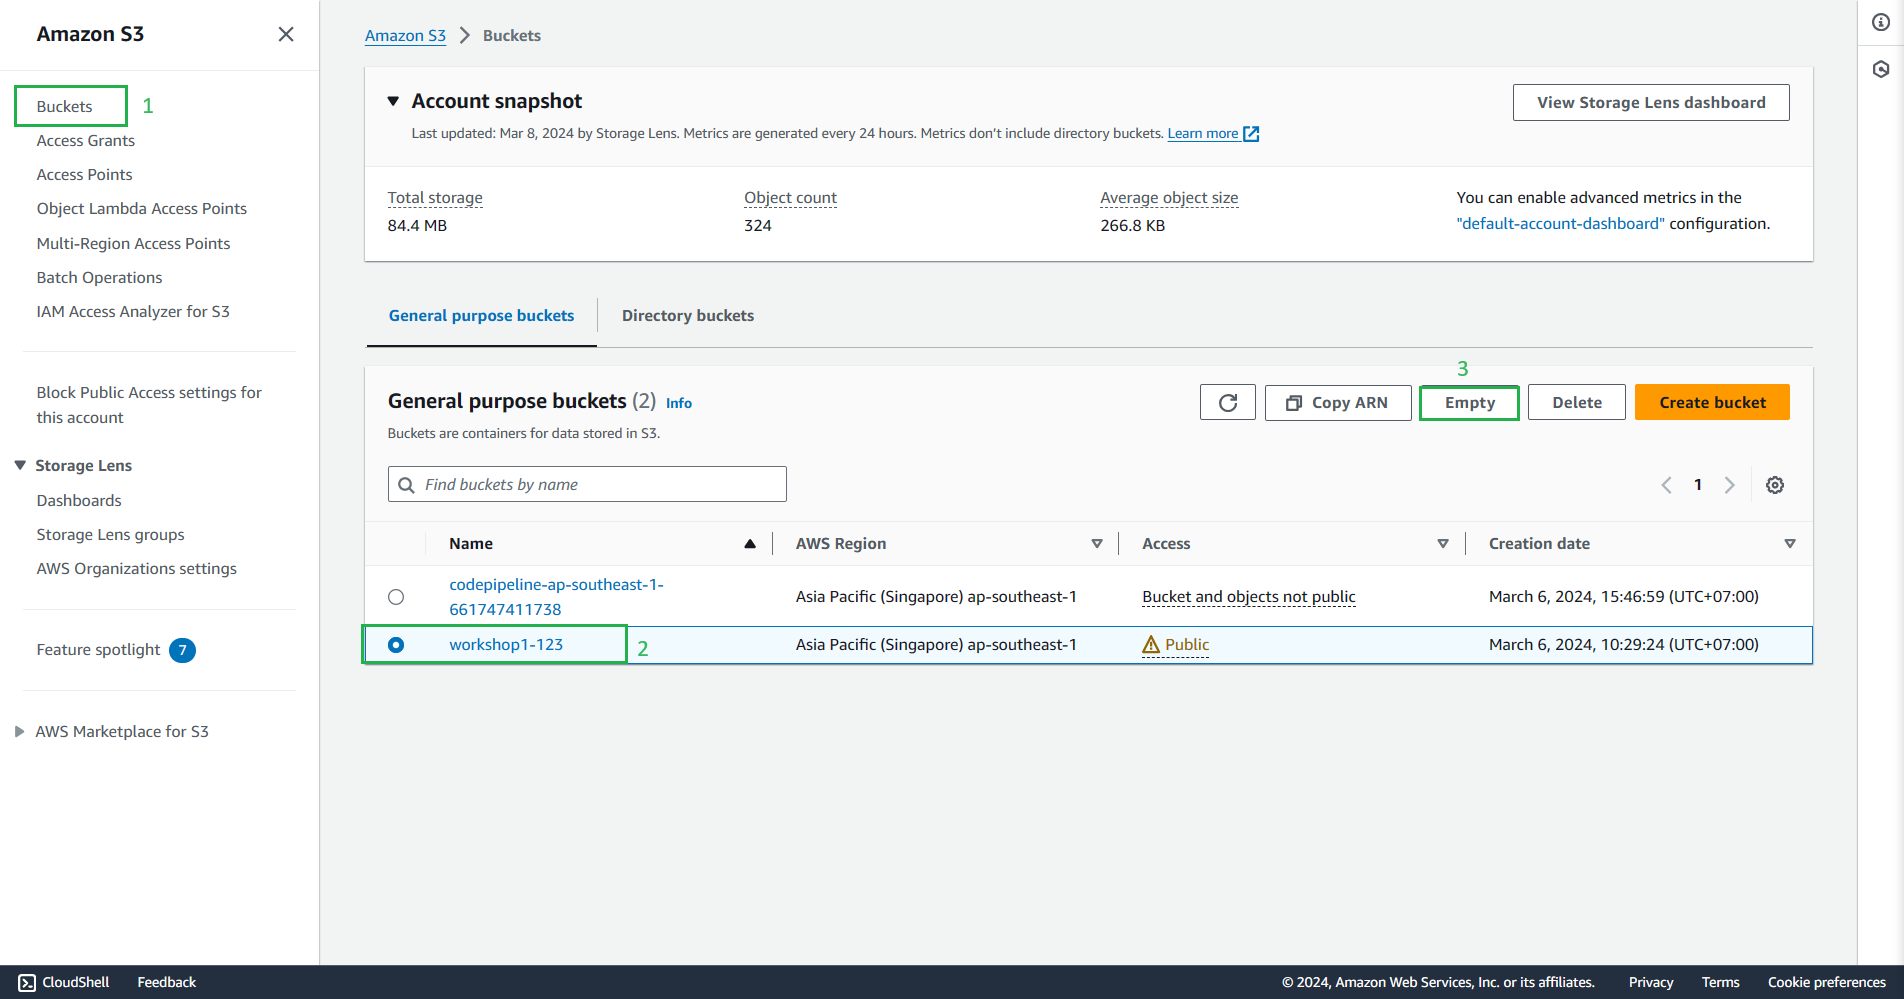 Amazon S3
Buckets
1
Access Grants
Access Points
Object Lambda Access Points
Multi-Region Access Points
Batch Operations
IAM Access Analyzer for S3
Block Public Access settings for
this account
Storage Lens
Dashboards
Storage Lens groups
AWS Organizations settings
Feature spotlight 7
AWS Marketplace for S3
Amazon S3 > Buckets
Account snapshot
View Storage Lens dashboard
Last updated: Mar 8, 2024 by Storage Lens. Metrics are generated every 24 hours. Metrics don't include directory buckets. Learn more
Total storage
84.4 MB
Object count
324
Average object size
266.8 KB
You can enable advanced metrics in the
"default-account-dashboard" configuration.
General purpose buckets
Directory buckets
3
General purpose buckets (2) Info
Copy ARN
Empty
Delete
Create bucket
Buckets are containers for data stored in S3.
Find buckets by name
1
Name AWS Region Access Creation date
codepipeline-ap-southeast-1-
661747411738
Asia Pacific (Singapore) ap-southeast-1 Bucket and objects not public March 6, 2024, 15:46:59 (UTC+07:00)
workshop1-123 2 Asia Pacific (Singapore) ap-southeast-1 Public March 6, 2024, 10:29:24 (UTC+07:00)
CloudShell Feedback © 2024, Amazon Web Services, Inc. or its affiliates. Privacy Terms Cookie preferences